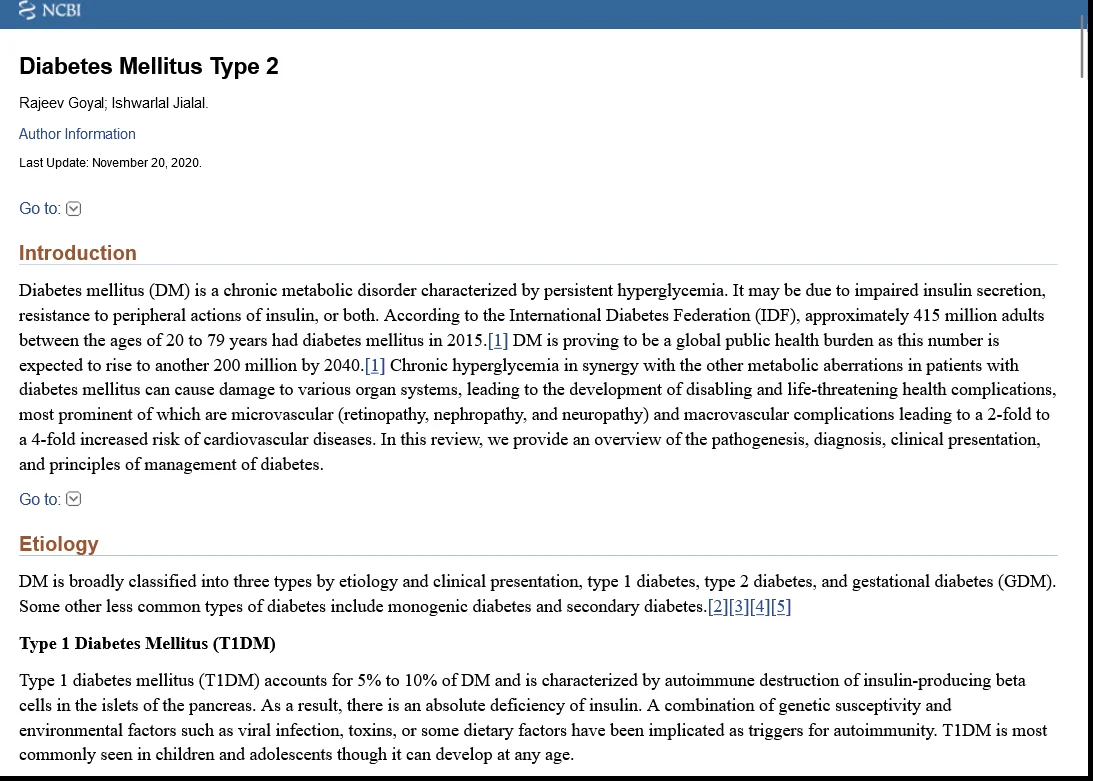 NCBI
Diabetes Mellitus Type 2
Rajeev Goyal; Ishwarlal Jialal.
Author Information
Last Update: November 20, 2020.
Go to:
Introduction
Diabetes mellitus (DM) is a chronic metabolic disorder characterized by persistent hyperglycemia. It may be due to impaired insulin secretion,
resistance to peripheral actions of insulin, or both. According to the International Diabetes Federation (IDF), approximately 415 million adults
between the ages of 20 to 79 years had diabetes mellitus in 2015.[1] DM is proving to be a global public health burden as this number is
expected to rise to another 200 million by 2040.[1] Chronic hyperglycemia in synergy with the other metabolic aberrations in patients with
diabetes mellitus can cause damage to various organ systems, leading to the development of disabling and life-threatening health complications,
most prominent of which are microvascular (retinopathy, nephropathy, and neuropathy) and macrovascular complications leading to a 2-fold to
a 4-fold increased risk of cardiovascular diseases. In this review, we provide an overview of the pathogenesis, diagnosis, clinical presentation,
and principles of management of diabetes.
Go to:
Etiology
DM is broadly classified into three types by etiology and clinical presentation, type 1 diabetes, type 2 diabetes, and gestational diabetes (GDM).
Some other less common types of diabetes include monogenic diabetes and secondary diabetes.[2][3][4][5]
Type 1 Diabetes Mellitus (T1DM)
Type 1 diabetes mellitus (T1DM) accounts for 5% to 10% of DM and is characterized by autoimmune destruction of insulin-producing beta
cells in the islets of the pancreas. As a result, there is an absolute deficiency of insulin. A combination of genetic susceptivity and
environmental factors such as viral infection, toxins, or some dietary factors have been implicated as triggers for autoimmunity. T1DM is most
commonly seen in children and adolescents though it can develop at any age.